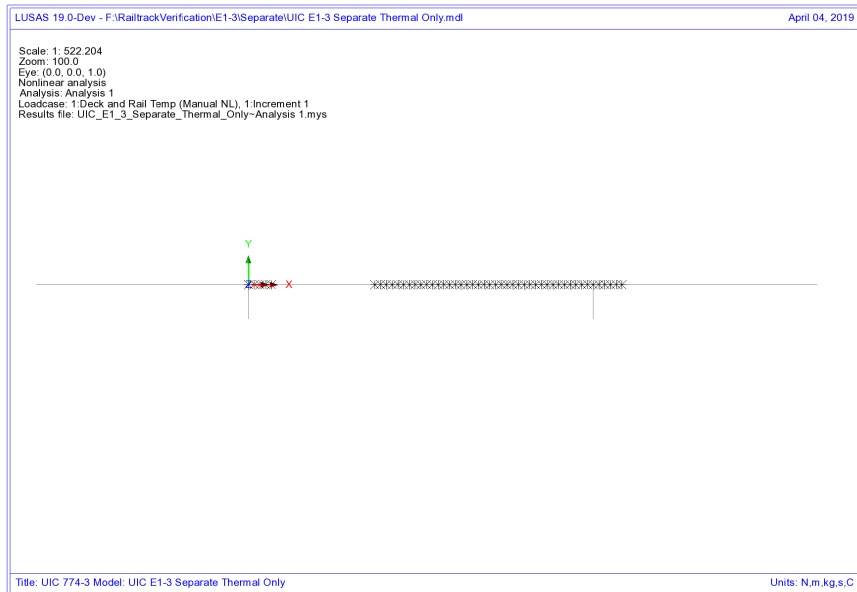 LUSAS 19.0-Dev - F:\RailtrackVerification\E1-3\Separate\UIC E1-3 Separate Thermal Only.mdl April 04, 2019
Scale: 1: 522.204
Zoom: 100.0
Eye: (0.0, 0.0, 1.0)
Nonlinear analysis
Analysis: Analysis 1
Loadcase: 1:Deck and Rail Temp (Manual NL), 1:Increment 1
Results file: UIC_E1_3_Separate_Thermal_Only~Analysis 1.mys
Y
Z X
Title: UIC 774-3 Model: UIC E1-3 Separate Thermal Only Units: N,m,kg,s,C